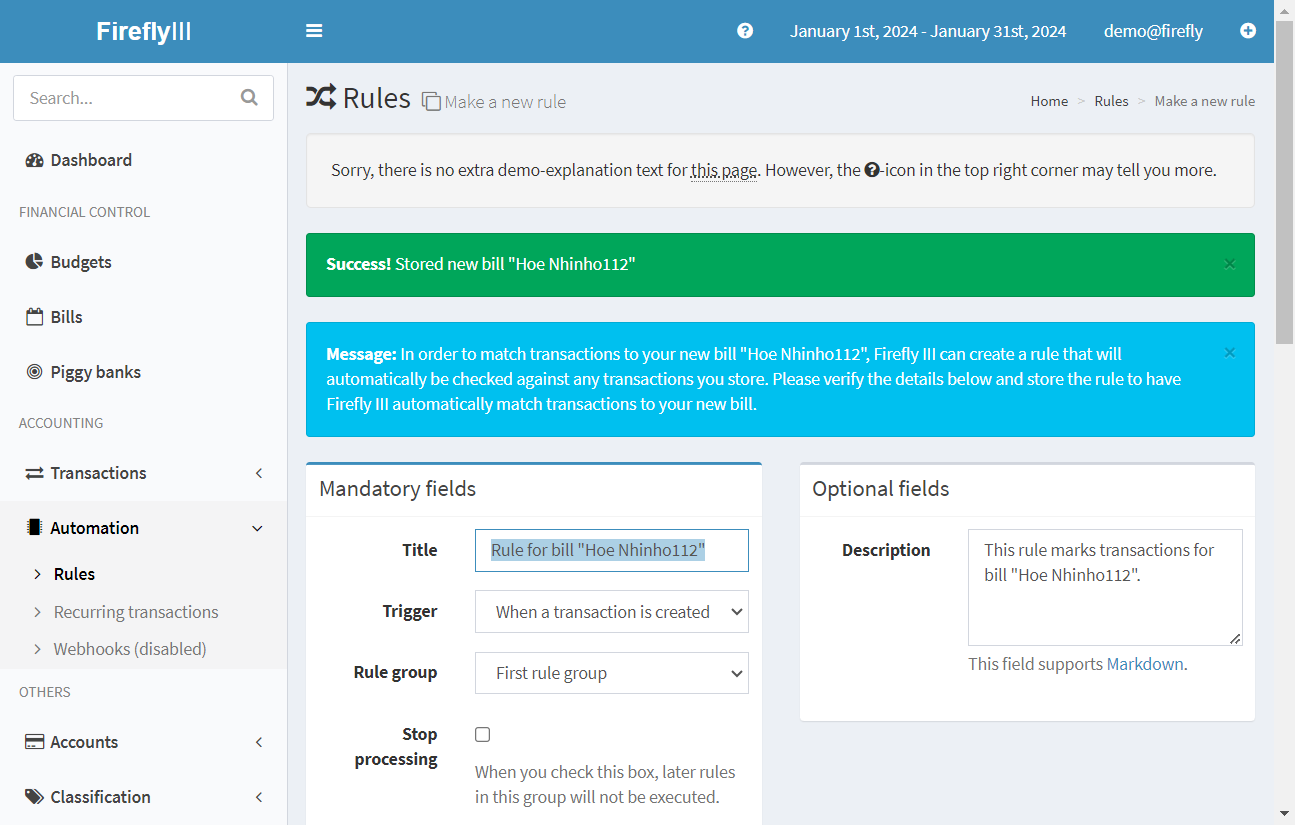 FireflyIII
January 1st, 2024 - January 31st, 2024
demo@firefly
Search...
Dashboard
FINANCIAL CONTROL
Budgets
Bills
Piggy banks
ACCOUNTING
Transactions
Automation
Rules
Recurring transactions
Webhooks (disabled)
OTHERS
Accounts
Classification
Rules Make a new rule
Home > Rules > Make a new rule
Sorry, there is no extra demo-explanation text for this page. However, the ?-icon in the top right corner may tell you more.
Success! Stored new bill "Hoe Nhinho112"
×
Message: In order to match transactions to your new bill "Hoe Nhinho112", Firefly III can create a rule that will
automatically be checked against any transactions you store. Please verify the details below and store the rule to have
Firefly III automatically match transactions to your new bill.
×
Mandatory fields
Title
Rule for bill "Hoe Nhinho112"
Trigger
When a transaction is created
Rule group
First rule group
Stop
processing
When you check this box, later rules
in this group will not be executed.
Optional fields
Description
This rule marks transactions for
bill "Hoe Nhinho112".
This field supports Markdown.